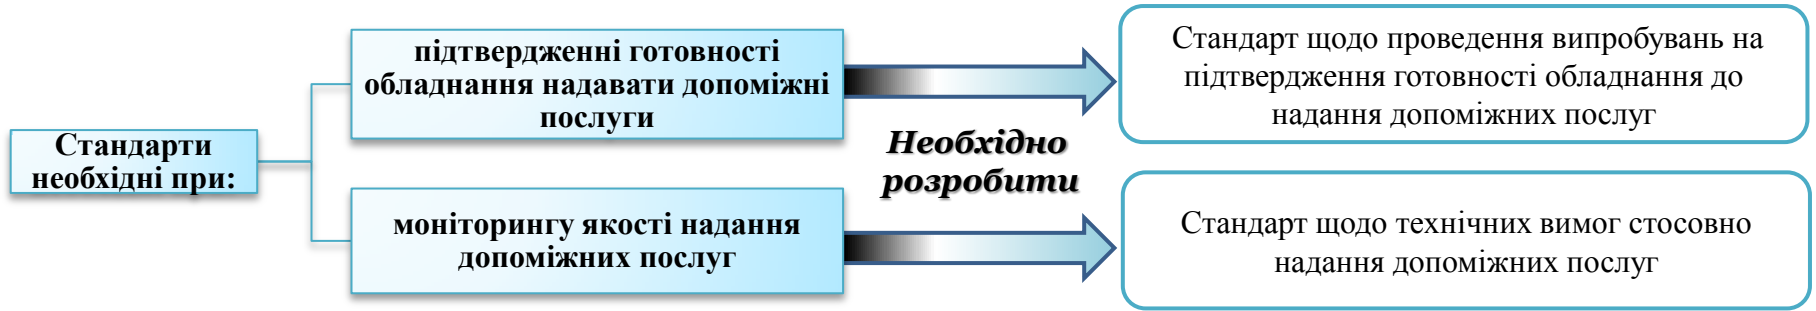 Стандарти
необхідні при:
підтвердженні готовності
обладнання надавати допоміжні
послуги
моніторингу якості надання
допоміжних послуг
Необхідно
розробити
Стандарт щодо проведення випробувань на
підтвердження готовності обладнання до
надання допоміжних послуг
Стандарт щодо технічних вимог стосовно
надання допоміжних послуг